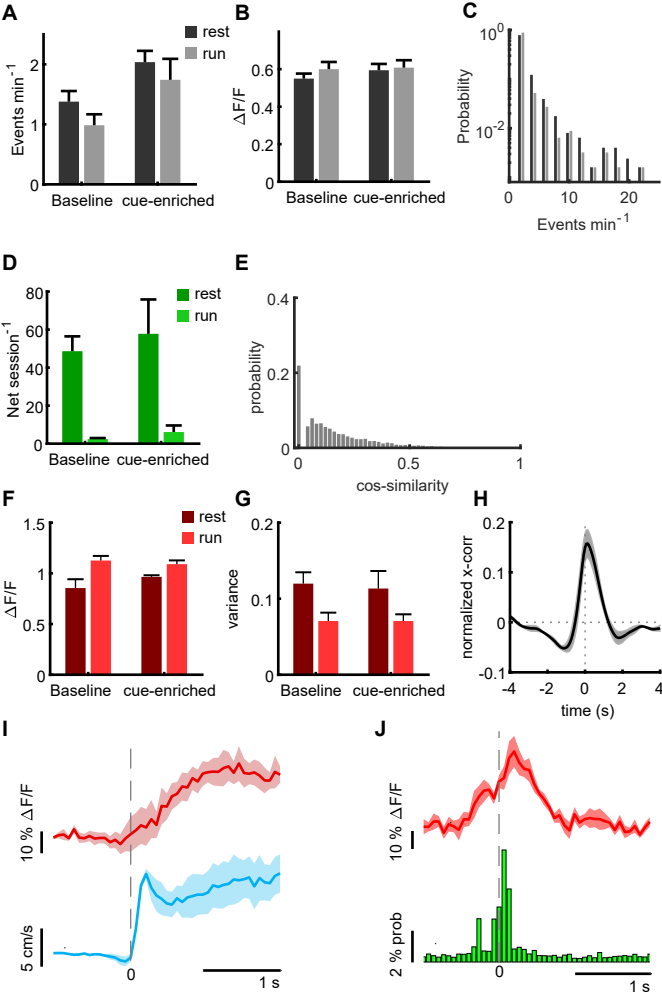 A
rest
run
Events min-1
2
1
0
Baseline
cue-enriched
B
ΔF/F
0.8
0.6
0.4
0.2
0
Baseline
cue-enriched
C
Probability
100
10-2
0
10
20
Events min-1
D
rest
run
Net session-1
80
60
40
20
0
Baseline
cue-enriched
E
probability
0.4
0.2
0
0
0.5
1
cos-similarity
F
rest
run
ΔF/F
1.5
1
0.5
0
Baseline
cue-enriched
G
variance
0.2
0.1
0
Baseline
cue-enriched
H
normalized x-corr
0.2
0.1
0
-0.1
-4
-2
0
2
4
time (s)
I
10 % ΔF/F
5 cm/s
0
1 s
J
10 % ΔF/F
2 % prob
0
1 s